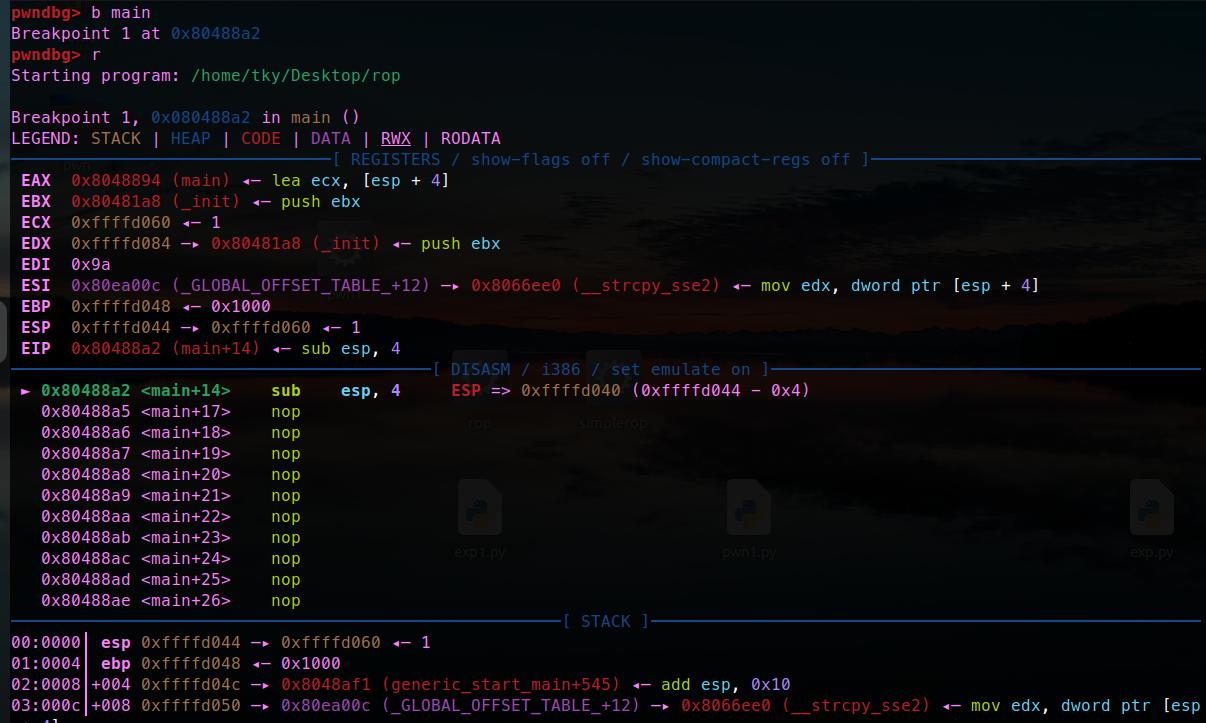 pwndbg> b main
Breakpoint 1 at 0x80488a2
pwndbg> r
Starting program: /home/tky/Desktop/rop
Breakpoint 1, 0x080488a2 in main ()
LEGEND: STACK | HEAP | CODE | DATA | RWX | RODATA
[ REGISTERS / show-flags off / show-compact-regs off ]
EAX 0x8048894 (main) ◂— lea ecx, [esp + 4]
EBX 0x80481a8 (_init) ◂— push ebx
ECX 0xffffd060 ◂— 1
EDX 0xffffd084 —▸ 0x80481a8 (_init) ◂— push ebx
EDI 0x9a
ESI 0x80ea00c (_GLOBAL_OFFSET_TABLE_+12) —▸ 0x8066ee0 (__strcpy_sse2) ◂— mov edx, dword ptr [esp + 4]
EBP 0xffffd048 ◂— 0x1000
ESP 0xffffd044 —▸ 0xffffd060 ◂— 1
EIP 0x80488a2 (main+14) ◂— sub esp, 4
[ DISASM / i386 / set emulate on ]
► 0x80488a2 <main+14> sub esp, 4 ESP => 0xffffd040 (0xffffd044 - 0x4)
0x80488a5 <main+17> nop
0x80488a6 <main+18> nop
rop simplerop
0x80488a7 <main+19> nop
0x80488a8 <main+20> nop
0x80488a9 <main+21> nop
0x80488aa <main+22> nop
0x80488ab <main+23> nop
0x80488ac <main+24> nop
exp1.py pwn1.py exp.py
0x80488ad <main+25> nop
0x80488ae <main+26> nop
[ STACK ]
00:0000│ esp 0xffffd044 —▸ 0xffffd060 ◂— 1
01:0004│ ebp 0xffffd048 ◂— 0x1000
02:0008│+004 0xffffd04c —▸ 0x8048af1 (generic_start_main+545) ◂— add esp, 0x10
03:000c│+008 0xffffd050 —▸ 0x80ea00c (_GLOBAL_OFFSET_TABLE_+12) —▸ 0x8066ee0 (__strcpy_sse2) ◂— mov edx, dword ptr [esp